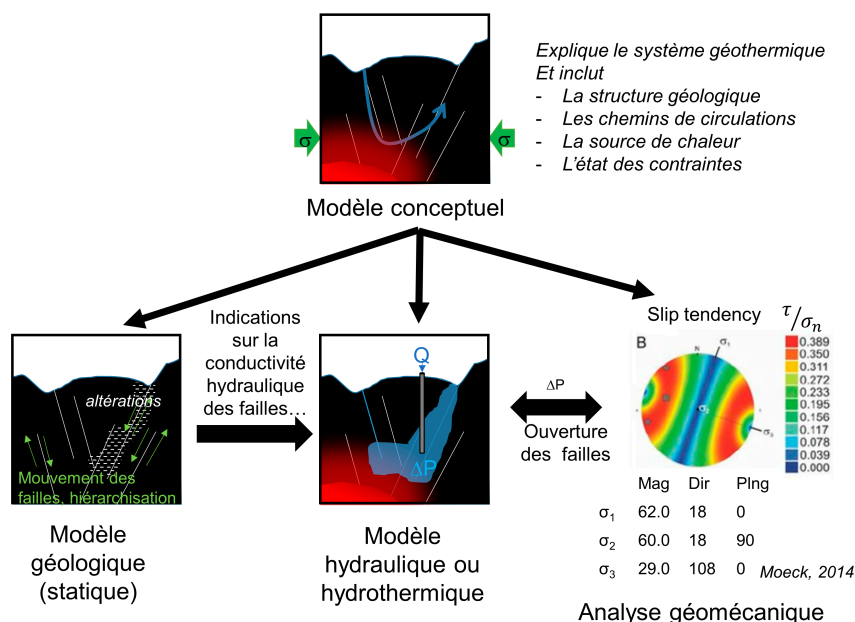 Explique le système géothermique
Et inclut
- La structure géologique
- Les chemins de circulations
- La source de chaleur
- L'état des contraintes
σ
σ
Modèle conceptuel
Indications
sur la
conductivité
hydraulique
des failles…
altérations
Mouvement des
failles, hiérarchisation
Modèle
géologique
(statique)
Q
ΔP
Modèle
hydraulique ou
hydrothermique
ΔP
Ouverture
des failles
Slip tendency
τ/σn
B
N
σ1
σ2
σ3
0.389
0.350
0.311
0.272
0.233
0.195
0.156
0.117
0.078
0.039
0.000
Mag Dir Plng
σ1 62.0 18 0
σ2 60.0 18 90
σ3 29.0 108 0
Moeck, 2014
Analyse géomécanique